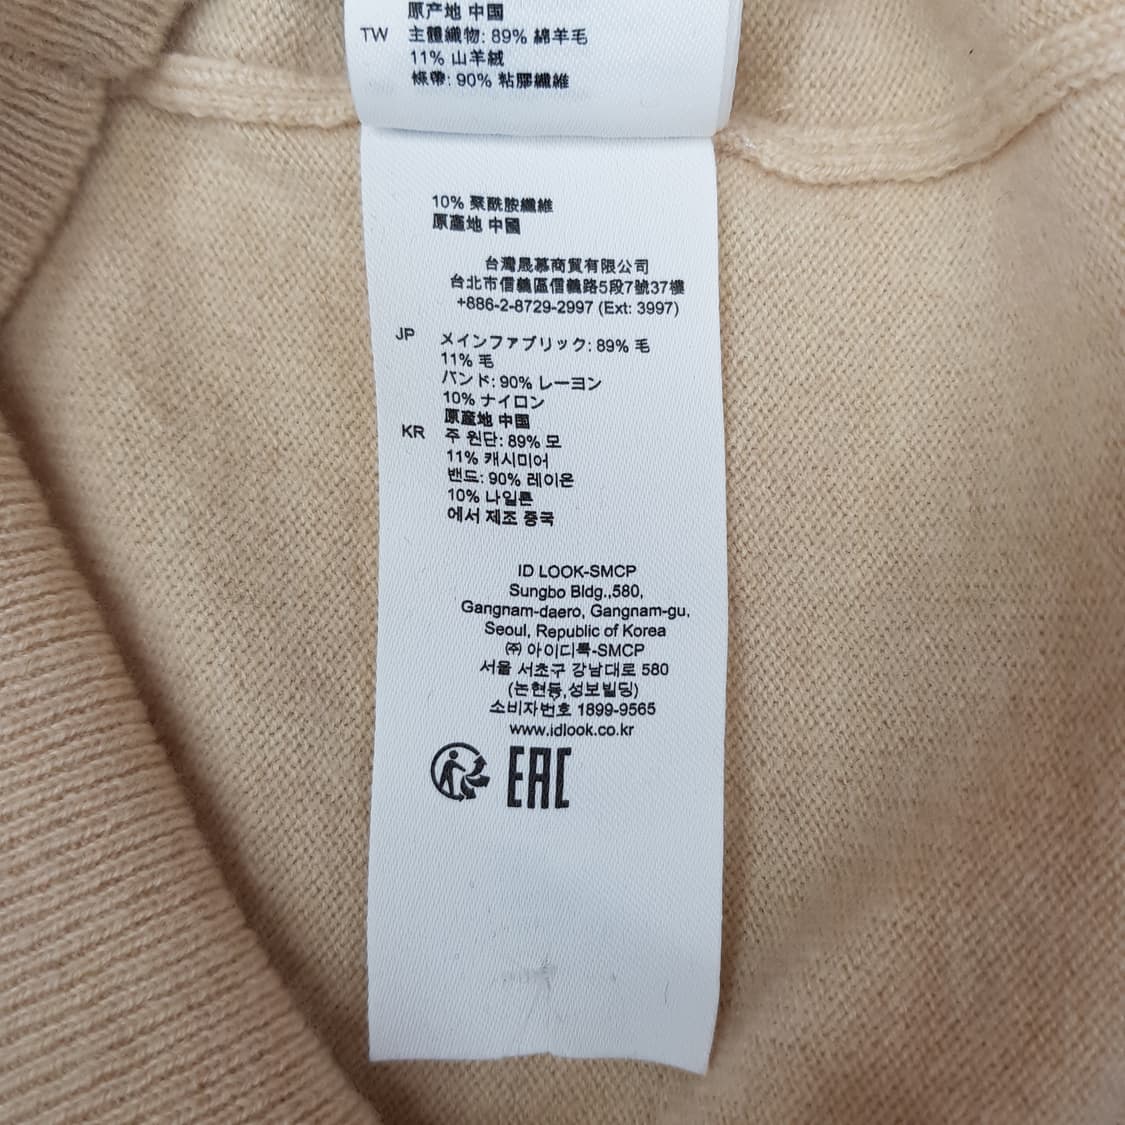 原产地 中国
TW 主體織物: 89% 綿羊毛
11% 山羊絨
條帶: 90% 粘膠纖維
10% 聚酰胺纖維
原產地 中國
台灣晟慕商貿有限公司
台北市信義區信義路5段7號37樓
+886-2-8729-2997 (Ext: 3997)
JP メインファブリック: 89% 毛
11% 毛
バンド: 90% レーヨン
10% ナイロン
原産地 中国
KR 주 원단: 89% 모
11% 캐시미어
밴드: 90% 레이온
10% 나일론
에서 제조 중국
ID LOOK-SMCP
Sungbo Bldg.,580,
Gangnam-daero, Gangnam-gu,
Seoul, Republic of Korea
㈜ 아이디룩-SMCP
서울 서초구 강남대로 580
(논현동,성보빌딩)
소비자번호 1899-9565
www.idlook.co.kr
EAC